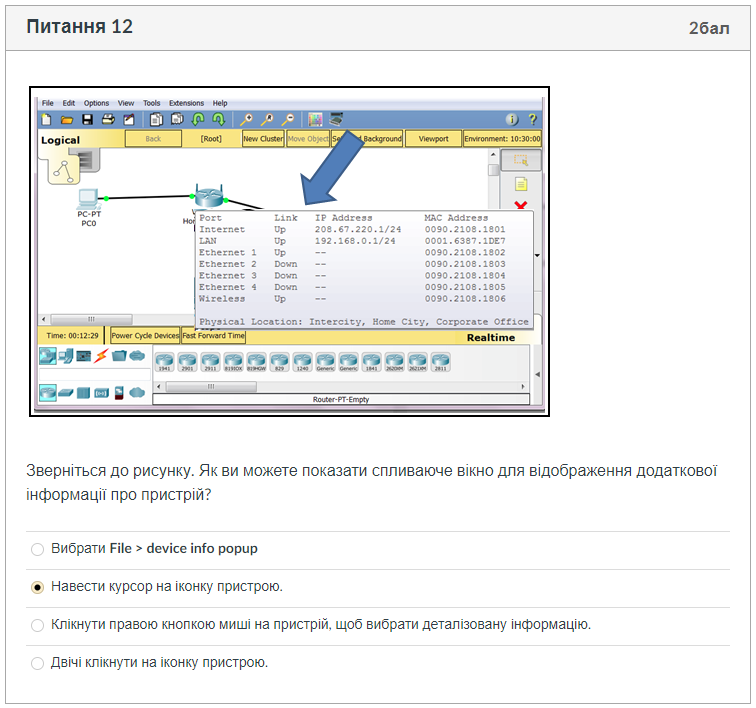 Питання 12
2бал
File Edit Options View Tools Extensions Help
Logical
Back
[Root]
New Cluster
Move Object
Background
Viewport
Environment: 10:30:00
PC-PT
PC0
Port Link IP Address MAC Address
Internet Up 208.67.220.1/24 0090.2108.1801
LAN Up 192.168.0.1/24 0001.6387.1DE7
Ethernet 1 Up -- 0090.2108.1802
Ethernet 2 Down -- 0090.2108.1803
Ethernet 3 Down -- 0090.2108.1804
Ethernet 4 Down -- 0090.2108.1805
Wireless Up -- 0090.2108.1806
Physical Location: Intercity, Home City, Corporate Office
Time: 00:12:29
Power Cycle Devices
Fast Forward Time
Realtime
1941 2901 2911 819IOX 819HGW 829 1240 Generic Generic 1841 2620XM 2621XM 2811
Router-PT-Empty
Зверніться до рисунку. Як ви можете показати спливаюче вікно для відображення додаткової
інформації про пристрій?
Вибрати File > device info popup
Навести курсор на іконку пристрою.
Клікнути правою кнопкою миші на пристрій, щоб вибрати деталізовану інформацію.
Двічі клікнути на іконку пристрою.